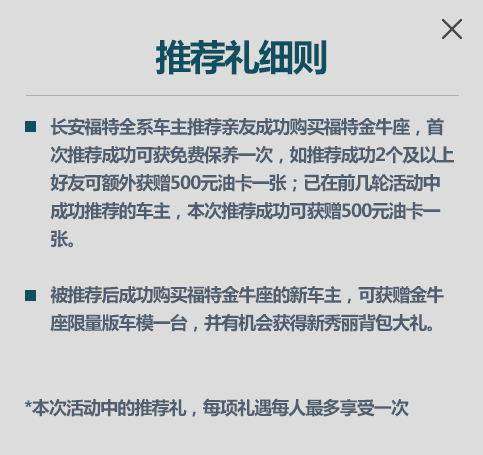 推荐礼细则
长安福特全系车主推荐亲友成功购买福特金牛座，首
次推荐成功可获免费保养一次，如推荐成功2个及以上
好友可额外获赠500元油卡一张；已在前几轮活动中
成功推荐的车主，本次推荐成功可获赠500元油卡一
张。
被推荐后成功购买福特金牛座的新车主，可获赠金牛
座限量版车模一台，并有机会获得新秀丽背包大礼。
*本次活动中的推荐礼，每项礼遇每人最多享受一次